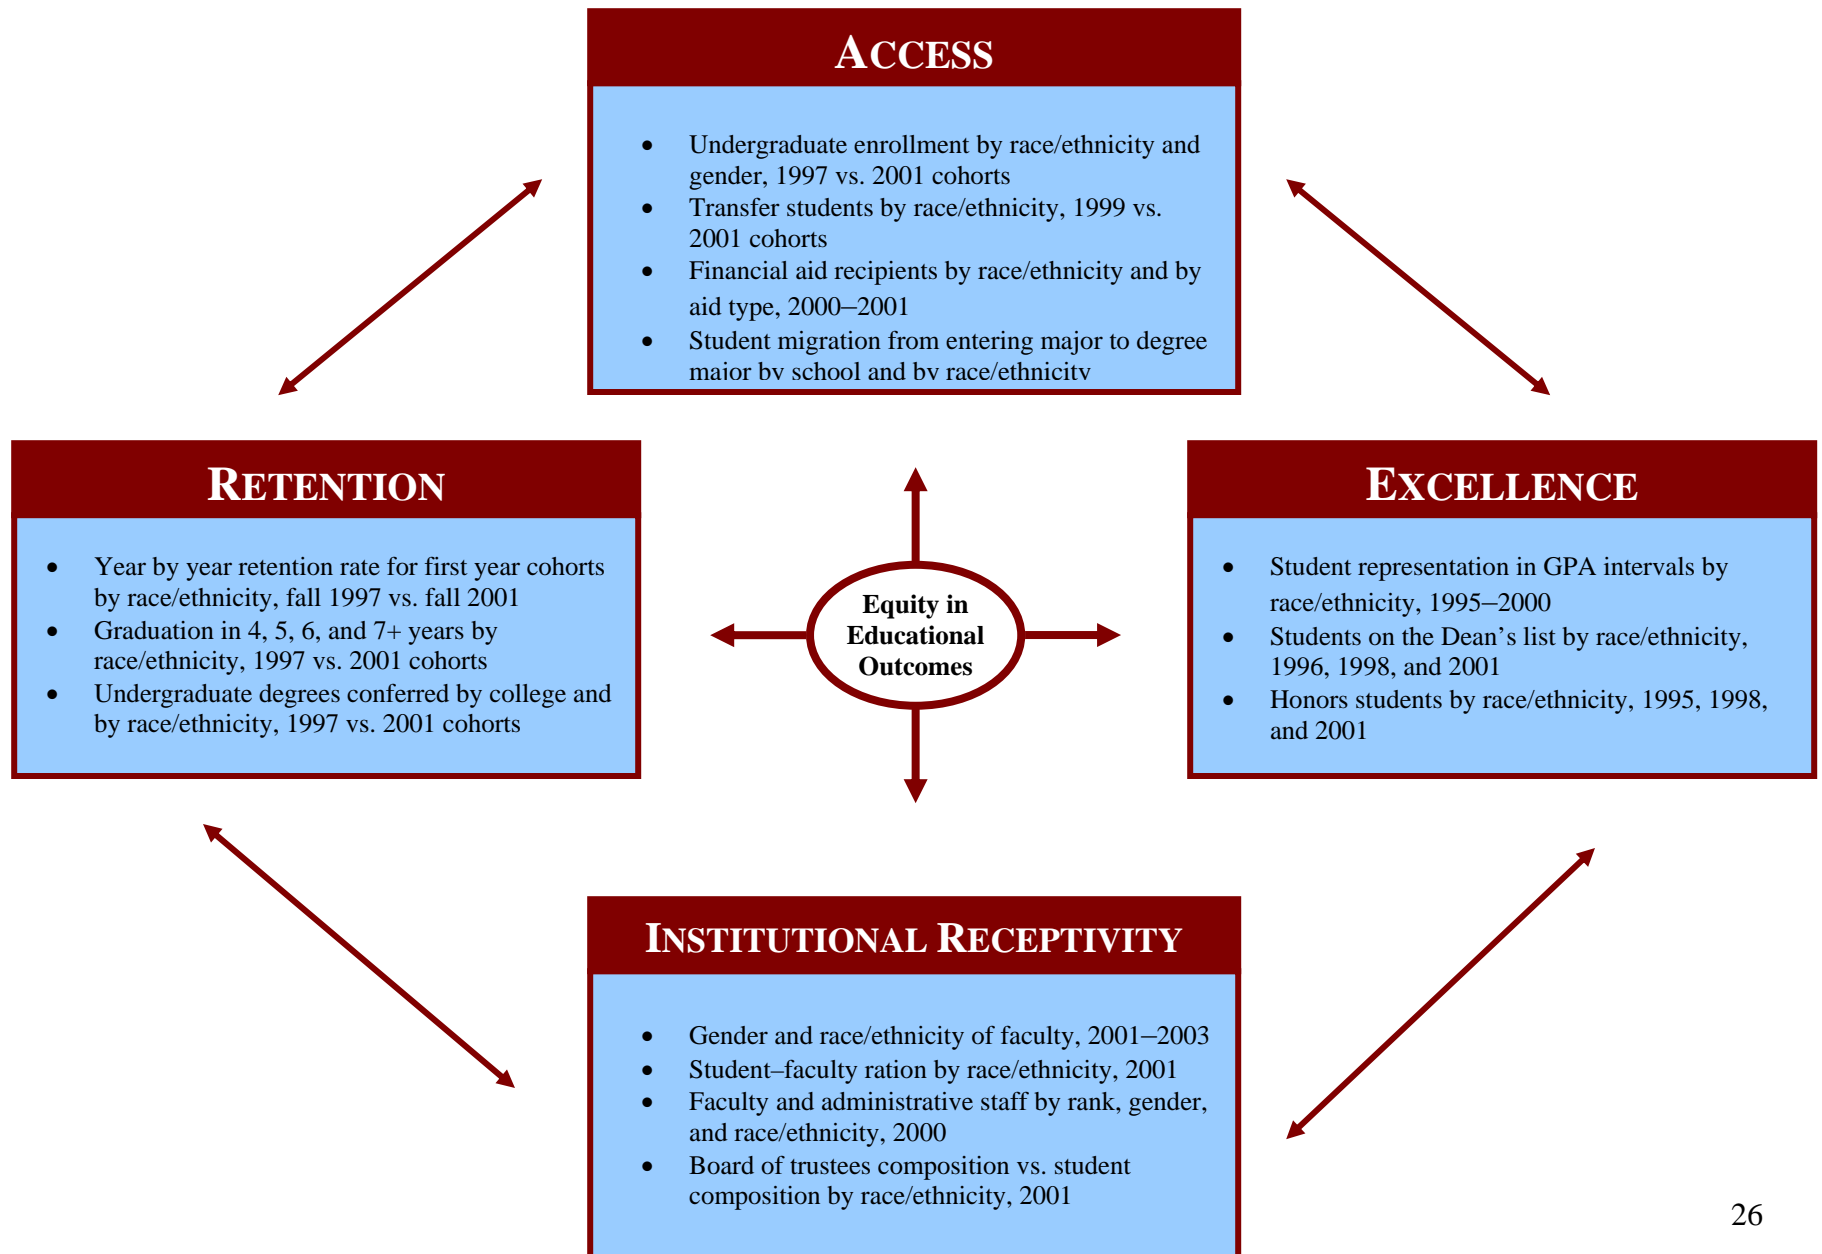 ACCESS
• Undergraduate enrollment by race/ethnicity and
gender, 1997 vs. 2001 cohorts
• Transfer students by race/ethnicity, 1999 vs.
2001 cohorts
• Financial aid recipients by race/ethnicity and by
aid type, 2000–2001
• Student migration from entering major to degree
major by school and by race/ethnicity
RETENTION
• Year by year retention rate for first year cohorts
by race/ethnicity, fall 1997 vs. fall 2001
• Graduation in 4, 5, 6, and 7+ years by
race/ethnicity, 1997 vs. 2001 cohorts
• Undergraduate degrees conferred by college and
by race/ethnicity, 1997 vs. 2001 cohorts
Equity in
Educational
Outcomes
EXCELLENCE
• Student representation in GPA intervals by
race/ethnicity, 1995–2000
• Students on the Dean’s list by race/ethnicity,
1996, 1998, and 2001
• Honors students by race/ethnicity, 1995, 1998,
and 2001
INSTITUTIONAL RECEPTIVITY
• Gender and race/ethnicity of faculty, 2001–2003
• Student–faculty ration by race/ethnicity, 2001
• Faculty and administrative staff by rank, gender,
and race/ethnicity, 2000
• Board of trustees composition vs. student
composition by race/ethnicity, 2001
26